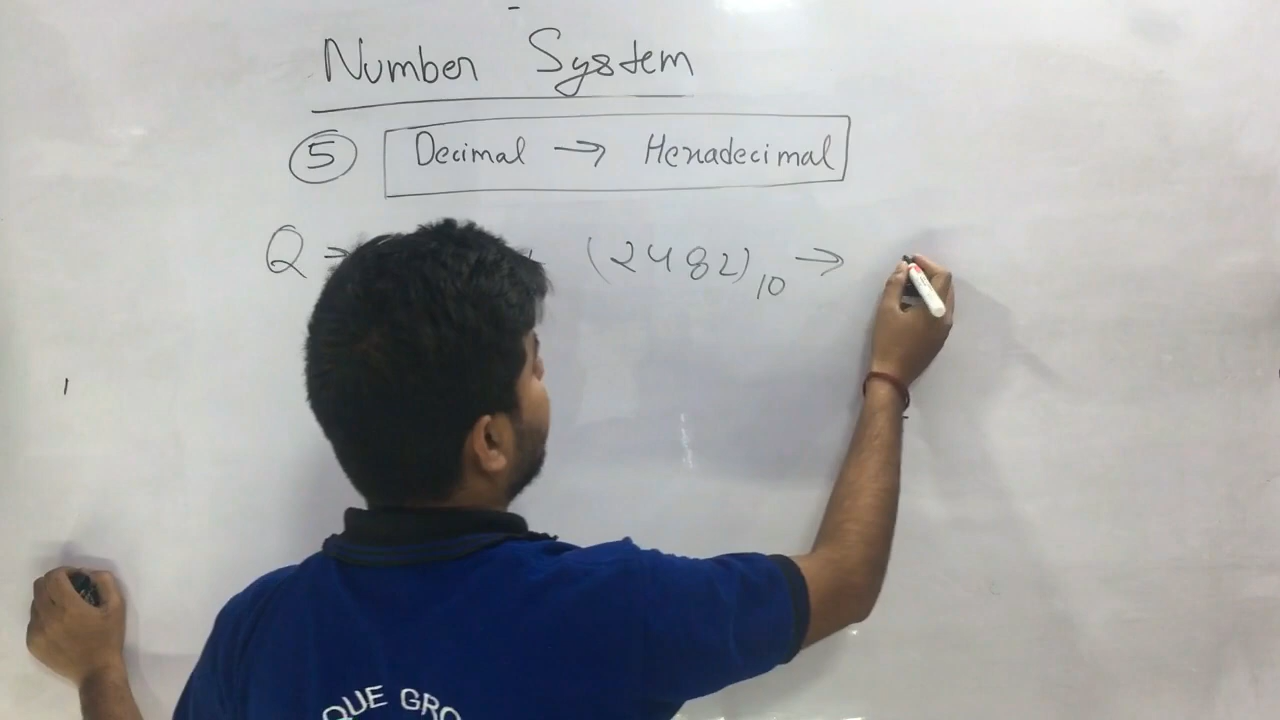 Number System
5 Decimal → Hexadecimal
Q → (2482)10 →
QUE GRO